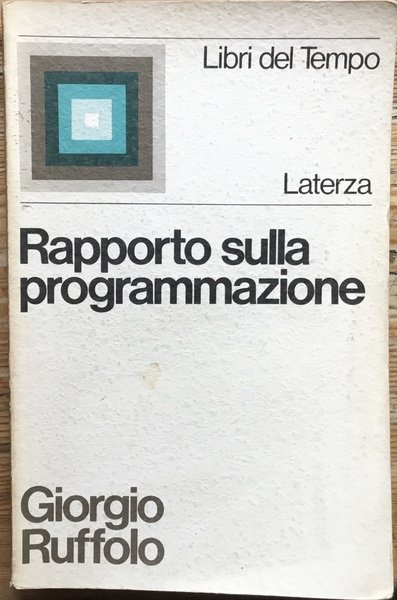 Libri del Tempo
Laterza
Rapporto sulla
programmazione
Giorgio
Ruffolo